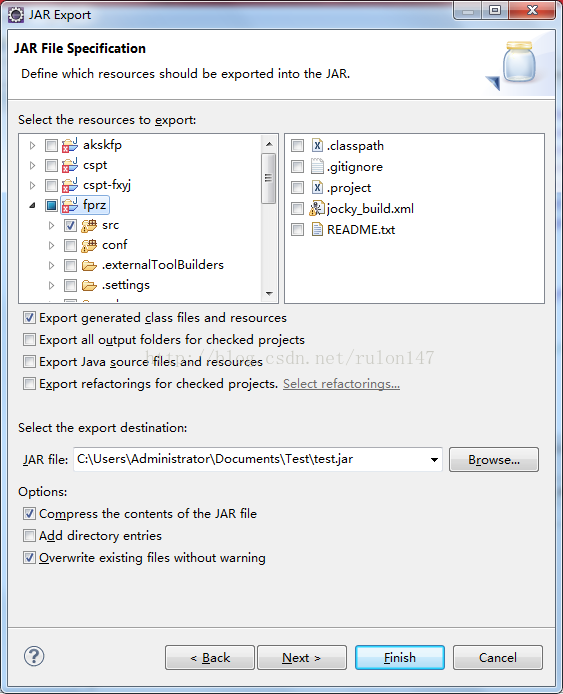 JAR Export
JAR File Specification
Define which resources should be exported into the JAR.
Select the resources to export:
akskfp
cspt
cspt-fxyj
fprz
src
conf
.externalToolBuilders
.settings
.classpath
.gitignore
.project
jocky_build.xml
README.txt
Export generated class files and resources
Export all output folders for checked projects
http://blog.csdn.net/rulon147
Export Java source files and resources
Export refactorings for checked projects. Select refactorings...
Select the export destination:
JAR file: C:\Users\Administrator\Documents\Test\test.jar Browse...
Options:
Compress the contents of the JAR file
Add directory entries
Overwrite existing files without warning
? < Back Next > Finish Cancel